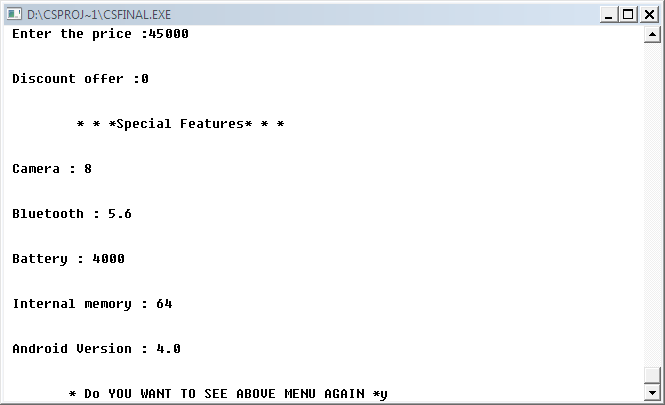 D:\CSPROJ~1\CSFINAL.EXE
Enter the price :45000
Discount offer :0
* * *Special Features* * *
Camera : 8
Bluetooth : 5.6
Battery : 4000
Internal memory : 64
Android Version : 4.0
* Do YOU WANT TO SEE ABOVE MENU AGAIN *y